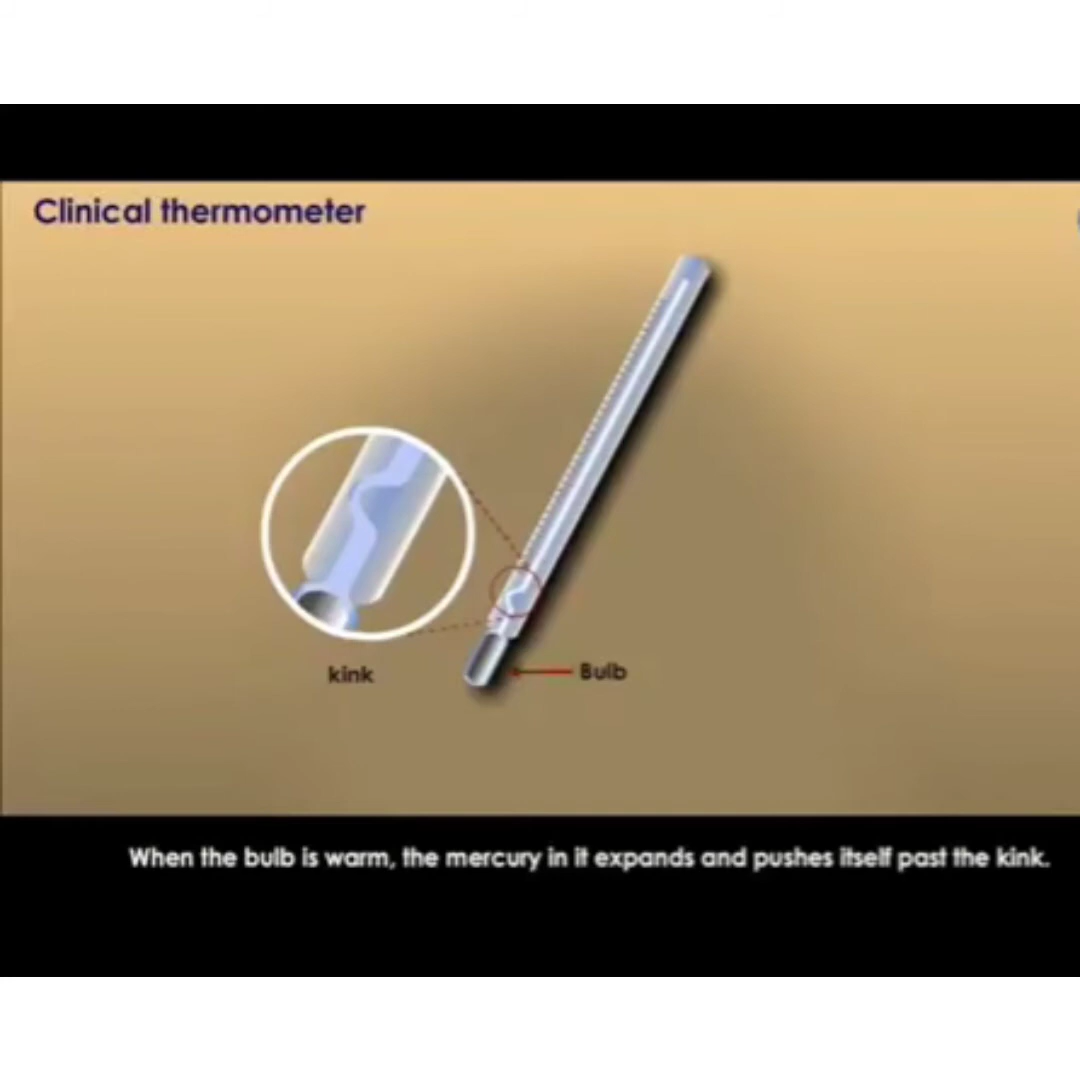 Clinical thermometer
kink
Bulb
When the bulb is warm, the mercury in it expands and pushes itself past the kink.